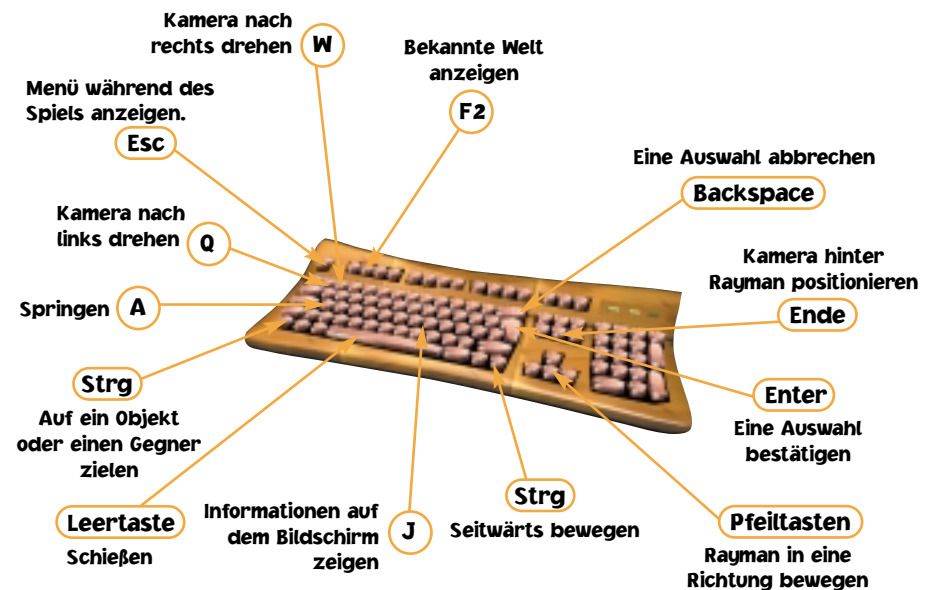 Kamera nach
rechts drehen
W
Bekannte Welt
anzeigen
F2
Menü während des
Spiels anzeigen.
Esc
Eine Auswahl abbrechen
Backspace
Kamera nach
links drehen
Q
Kamera hinter
Rayman positionieren
Ende
Springen
A
Strg
Auf ein Objekt
oder einen Gegner
zielen
Enter
Eine Auswahl
bestätigen
Leertaste
Schießen
Informationen auf
dem Bildschirm
zeigen
J
Strg
Seitwärts bewegen
Pfeiltasten
Rayman in eine
Richtung bewegen